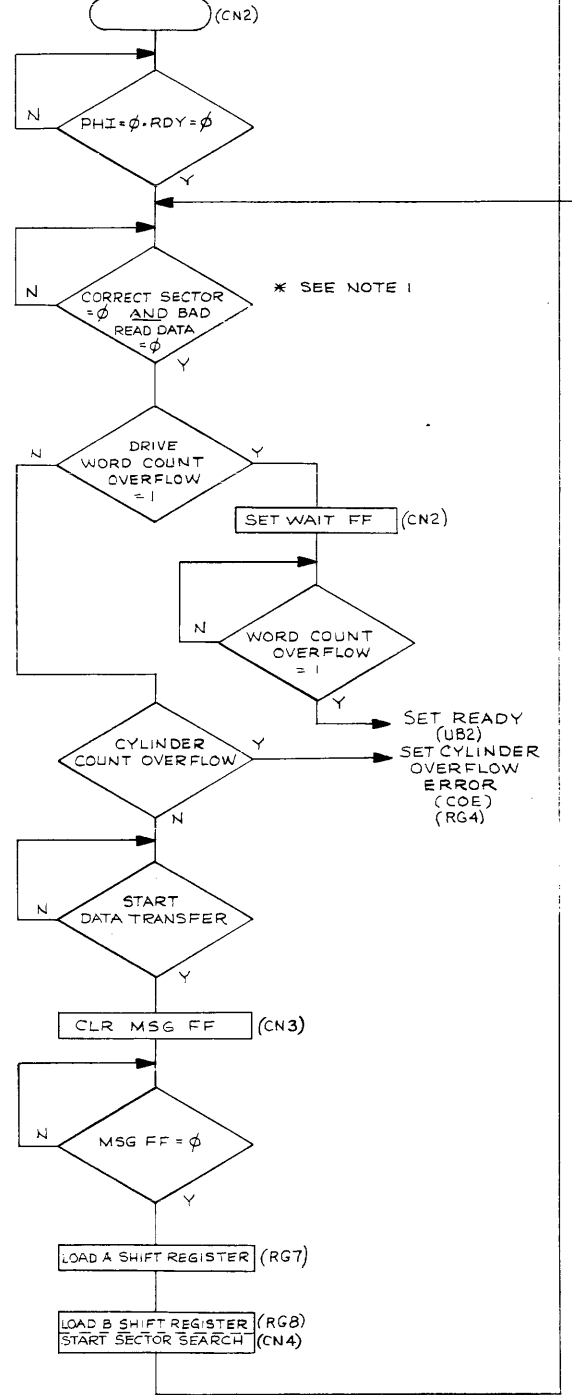 (CN2)
N
PHI=φ·RDY=φ
Y
N
CORRECT SECTOR
=φ AND BAD
READ DATA
=φ
* SEE NOTE 1
Y
N
DRIVE
WORD COUNT
OVERFLOW
=1
Y
SET WAIT FF
(CN2)
N
WORD COUNT
OVERFLOW
=1
Y
SET READY
(UB2)
CYLINDER
COUNT OVERFLOW
Y
SET CYLINDER
OVERFLOW
ERROR
(COE)
(RG4)
N
START
DATA TRANSFER
N
Y
CLR MSG FF
(CN3)
N
MSG FF=φ
Y
LOAD A SHIFT REGISTER
(RG7)
LOAD B SHIFT REGISTER
(RG8)
START SECTOR SEARCH
(CN4)